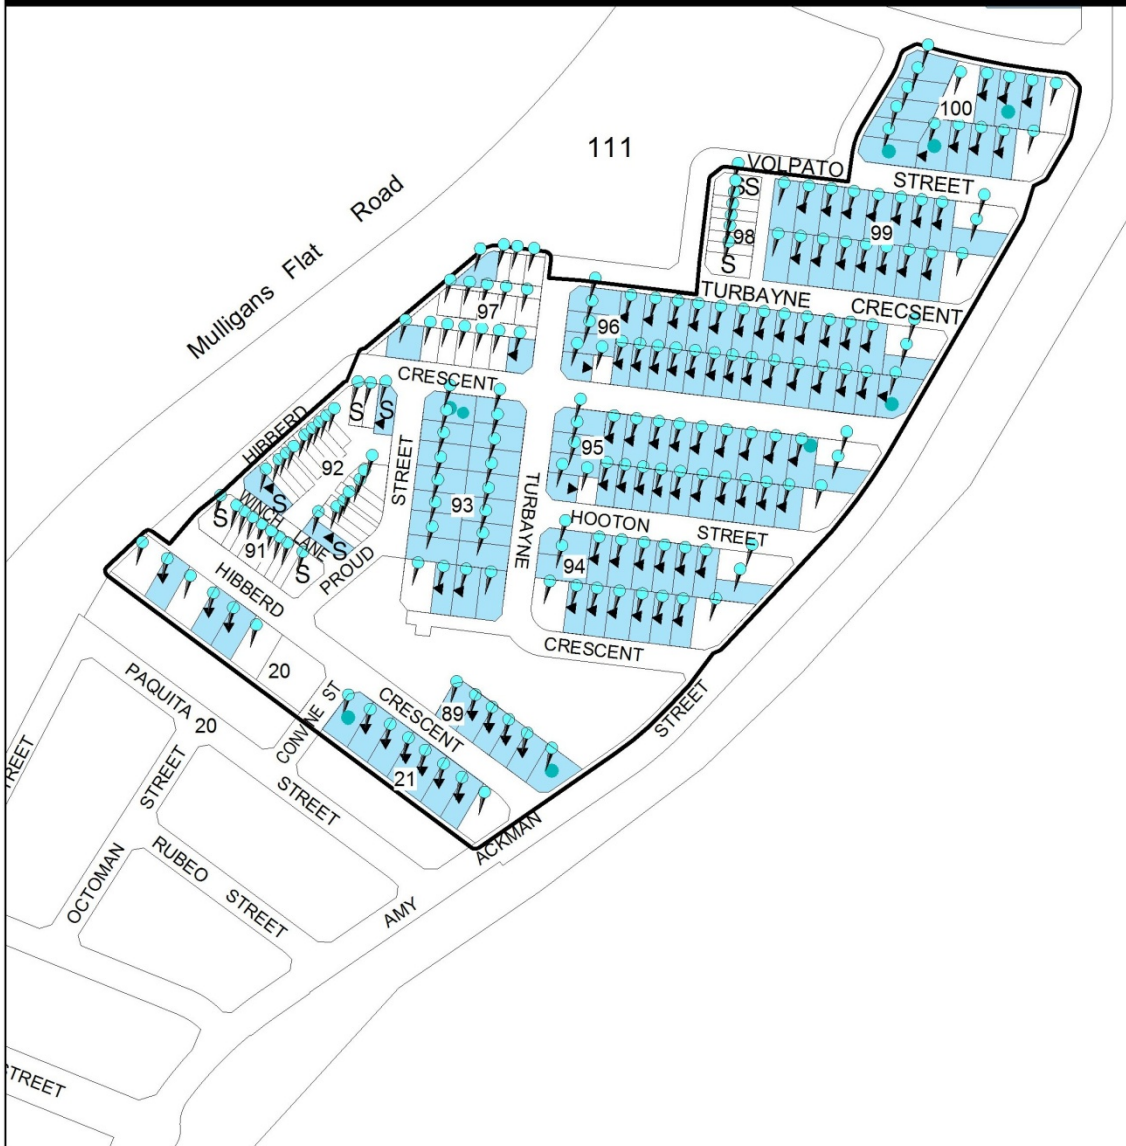 111
100
VOLPATO
STREET
SS
98
99
S
Mulligans Flat Road
TURBAYNE
CRECSENT
97
96
CRESCENT
S
S
HIBBERD
92
STREET
95
TURBAYNE
93
S
WINCH
LANE
S
91
S
S
PROUD
HOOTON
STREET
94
HIBBERD
CRESCENT
20
CRESCENT
CONVINE ST
89
STREET
PAQUITA
20
STREET
21
STREET
STREET
ACKMAN
OCTOMAN
RUBEO
STREET
AMY
STREET